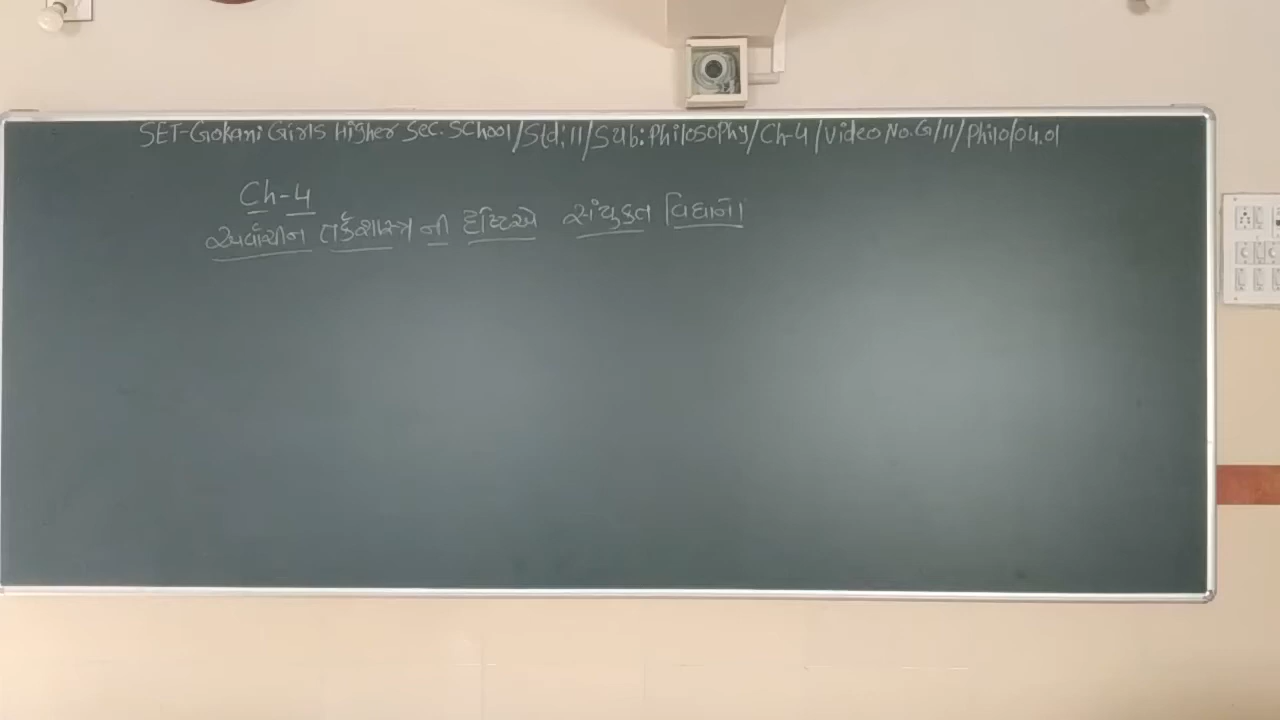 SET-Gokani Girls Higher Sec. School/Std:11/Sub:Philosophy/Ch-4/Video No.G/11/Philo/04.01
Ch-4
અર્વાચીન તર્કશાસ્ત્ર ની દૃષ્ટિએ સંયુક્ત વિધાનો